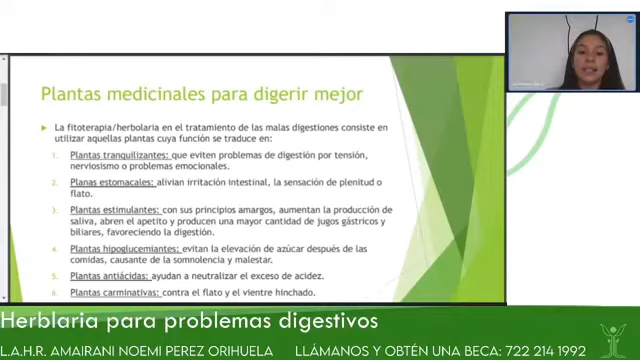 Plantas medicinales para digerir mejor
La fitoterapia/herbolaria en el tratamiento de las malas digestiones consiste en
utilizar aquellas plantas cuya función se traduce en:
1. Plantas tranquilizantes: que eviten problemas de digestión por tensión,
nerviosismo o problemas emocionales.
2. Planas estomacales: alivian irritación intestinal, la sensación de plenitud o
flato.
3. Plantas estimulantes: con sus principios amargos, aumentan la producción de
saliva, abren el apetito y producen una mayor cantidad de jugos gástricos y
biliares, favoreciendo la digestión.
4. Plantas hipoglucemiantes: evitan la elevación de azúcar después de las
comidas, causante de la somnolencia y malestar.
5. Plantas antiácidas: ayudan a neutralizar el exceso de acidez.
6. Plantas carminativas: contra el flato y el vientre hinchado.
Herblaria para problemas digestivos
L.A.H.R. AMAIRANI NOEMI PEREZ ORIHUELA LLÁMANOS Y OBTÉN UNA BECA: 722 214 1992